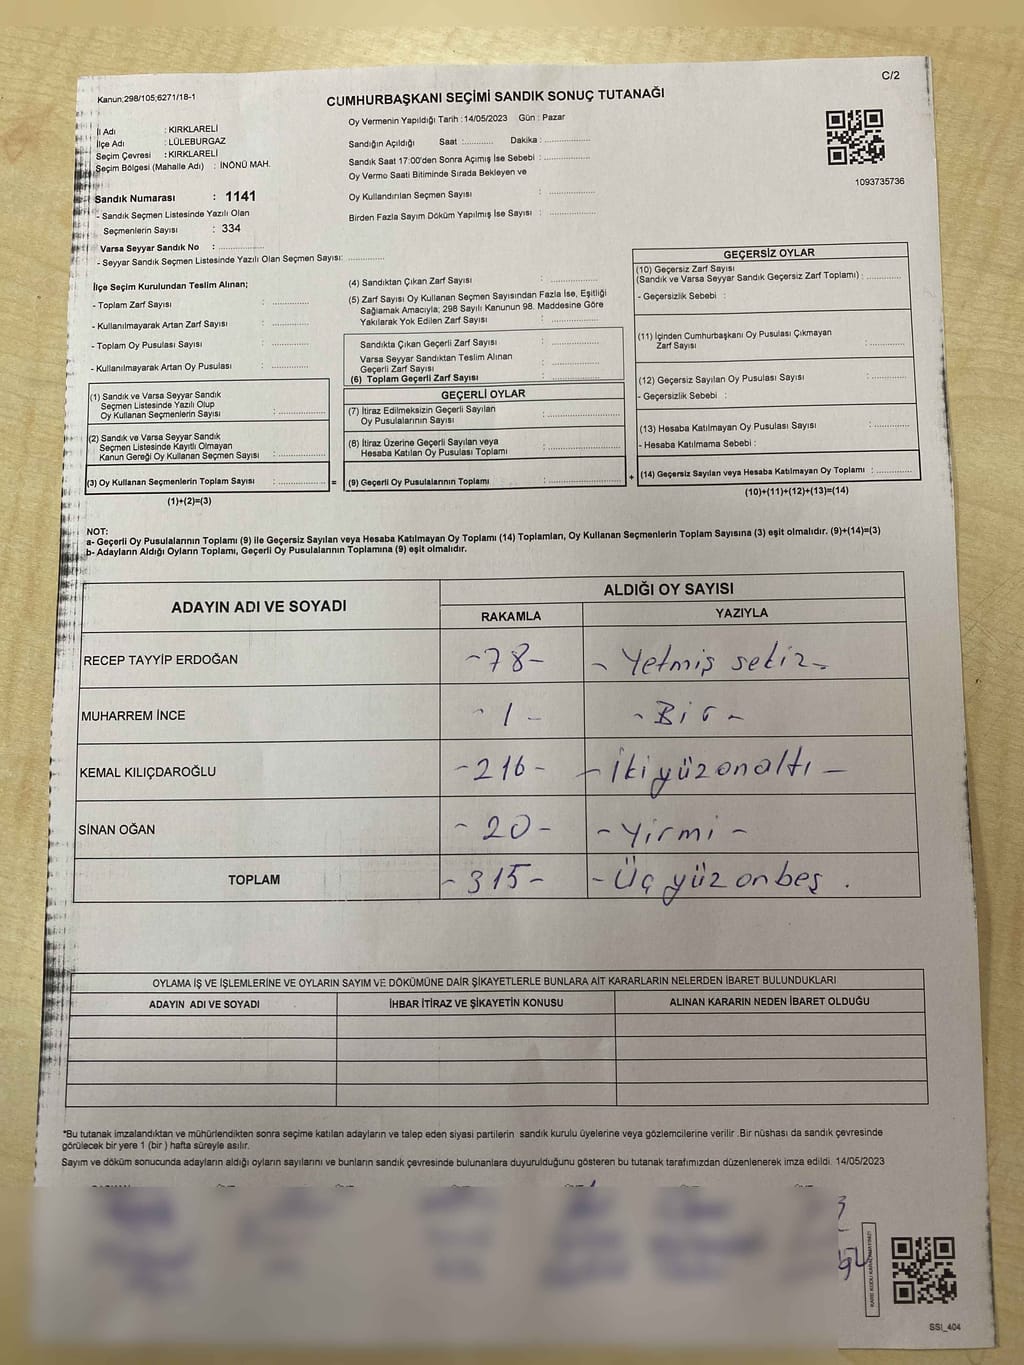 C/2
Kanun;298/105;6271/18-1
CUMHURBAŞKANI SEÇİMİ SANDIK SONUÇ TUTANAĞI
İl Adı : KIRKLARELİ
İlçe Adı : LÜLEBURGAZ
Seçim Çevresi : KIRKLARELİ
Seçim Bölgesi (Mahalle Adı) : İNÖNÜ MAH.
Sandık Numarası : 1141
- Sandık Seçmen Listesinde Yazılı Olan
Seçmenlerin Sayısı : 334
Varsa Seyyar Sandık No : ..............
- Seyyar Sandık Seçmen Listesinde Yazılı Olan Seçmen Sayısı: ............
Oy Vermenin Yapıldığı Tarih :14/05/2023 Gün : Pazar
Sandığın Açıldığı Saat :.......... Dakika : ..............
Sandık Saat 17:00'den Sonra Açımış İse Sebebi : ..............
Oy Vermo Saati Bitiminde Sırada Bekleyen ve
Oy Kullandırılan Seçmen Sayısı : ..............
Birden Fazla Sayım Döküm Yapılmış İse Sayısı : ..............
1093735736
İlçe Seçim Kurulundan Teslim Alınan;
- Toplam Zarf Sayısı : ............
- Kullanılmayarak Artan Zarf Sayısı : ............
- Toplam Oy Pusulası Sayısı : ............
- Kullanılmayarak Artan Oy Pusulası : ............
(1) Sandık ve Varsa Seyyar Sandık
Seçmen Listesinde Yazılı Olup
Oy Kullanan Seçmenlerin Sayısı : ..............
(2) Sandık ve Varsa Seyyar Sandık
Seçmen Listesinde Kayıtlı Olmayan
Kanun Gereği Oy Kullanan Seçmen Sayısı : ..............
(3) Oy Kullanan Seçmenlerin Toplam Sayısı : ..............
(1)+(2)=(3)
=
(4) Sandıktan Çıkan Zarf Sayısı : ..............
(5) Zarf Sayısı Oy Kullanan Seçmen Sayısından Fazla İse, Eşitliği
Sağlamak Amacıyla; 298 Sayılı Kanunun 98. Maddesine Göre
Yakılarak Yok Edilen Zarf Sayısı : ..............
Sandıkta Çıkan Geçerli Zarf Sayısı : ..............
Varsa Seyyar Sandıktan Teslim Alınan
Geçerli Zarf Sayısı : ..............
(6) Toplam Geçerli Zarf Sayısı : ..............
GEÇERLİ OYLAR
(7) İtiraz Edilmeksizin Geçerli Sayılan
Oy Pusulalarının Sayısı : ..............
(8) İtiraz Üzerine Geçerli Sayılan veya
Hesaba Katılan Oy Pusulası Toplamı : ..............
(9) Geçerli Oy Pusulalarının Toplamı : ..............
+
GEÇERSİZ OYLAR
(10) Geçersiz Zarf Sayısı
(Sandık ve Varsa Seyyar Sandık Geçersiz Zarf Toplamı) : ..........
- Geçersizlik Sebebi :
(11) İçinden Cumhurbaşkanı Oy Pusulası Çıkmayan
Zarf Sayısı : ..........
(12) Geçersiz Sayılan Oy Pusulası Sayısı : ..........
- Geçersizlik Sebebi :
(13) Hesaba Katılmayan Oy Pusulası Sayısı : ..........
- Hesaba Katılmama Sebebi :
(14) Geçersiz Sayılan veya Hesaba Katılmayan Oy Toplamı : ..........
(10)+(11)+(12)+(13)=(14)
NOT:
a- Geçerli Oy Pusulalarının Toplamı (9) ile Geçersiz Sayılan veya Hesaba Katılmayan Oy Toplamı (14) Toplamları, Oy Kullanan Seçmenlerin Toplam Sayısına (3) eşit olmalıdır. (9)+(14)=(3)
b- Adayların Aldığı Oyların Toplamı, Geçerli Oy Pusulalarının Toplamına (9) eşit olmalıdır.
ADAYIN ADI VE SOYADI ALDIĞI OY SAYISI
RAKAMLA YAZIYLA
RECEP TAYYİP ERDOĞAN -78- - Yetmiş sekiz-
MUHARREM İNCE - 1 - - Bir -
KEMAL KILIÇDAROĞLU -216- - İkiyüzonaltı -
SİNAN OĞAN - 20 - - Yirmi -
TOPLAM -315- - Üçyüzonbeş .
OYLAMA İŞ VE İŞLEMLERİNE VE OYLARIN SAYIM VE DÖKÜMÜNE DAİR ŞİKAYETLERLE BUNLARA AİT KARARLARIN NELERDEN İBARET BULUNDUKLARI
ADAYIN ADI VE SOYADI İHBAR İTİRAZ VE ŞİKAYETİN KONUSU ALINAN KARARIN NEDEN İBARET OLDUĞU
*Bu tutanak imzalandıktan ve mühürlendikten sonra seçime katılan adayların ve talep eden siyasi partilerin sandık kurulu üyelerine veya gözlemcilerine verilir .Bir nüshası da sandık çevresinde
görülecek bir yere 1 (bir ) hafta süreyle asılır.
Sayım ve döküm sonucunda adayların aldığı oyların sayılarını ve bunların sandık çevresinde bulunanlara duyurulduğunu gösteren bu tutanak tarafımızdan düzenlenerek imza edildi. 14/05/2023
SSI_404